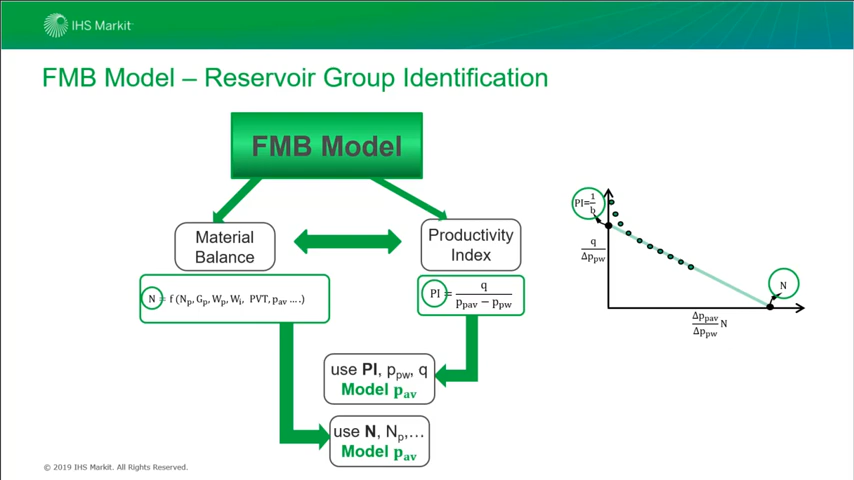 IHS Markit
FMB Model – Reservoir Group Identification
FMB Model
Material
Balance
Productivity
Index
N = f (Nₚ, Gₚ, Wₚ, Wᵢ, PVT, pₐᵥ ....)
PI = q / (pₚₐᵥ − pₚw)
use PI, pₚw, q
Model pₐᵥ
use N, Nₚ,...
Model pₐᵥ
PI= 1/b
q / Δpₚw
N
Δpₚₐᵥ / Δpₚw N
© 2019 IHS Markit. All Rights Reserved.